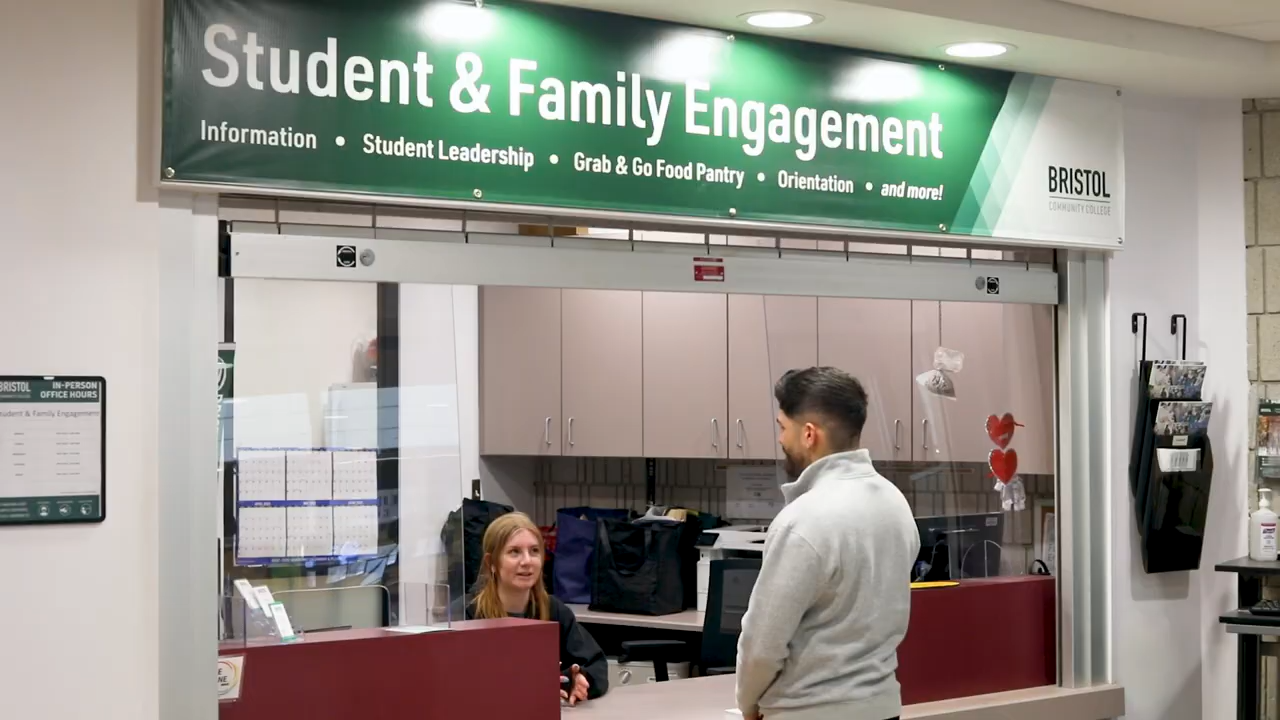 Student & Family Engagement
Information • Student Leadership • Grab & Go Food Pantry • Orientation • and more!
BRISTOL
COMMUNITY COLLEGE
BRISTOL
IN-PERSON
OFFICE HOURS
Student & Family Engagement